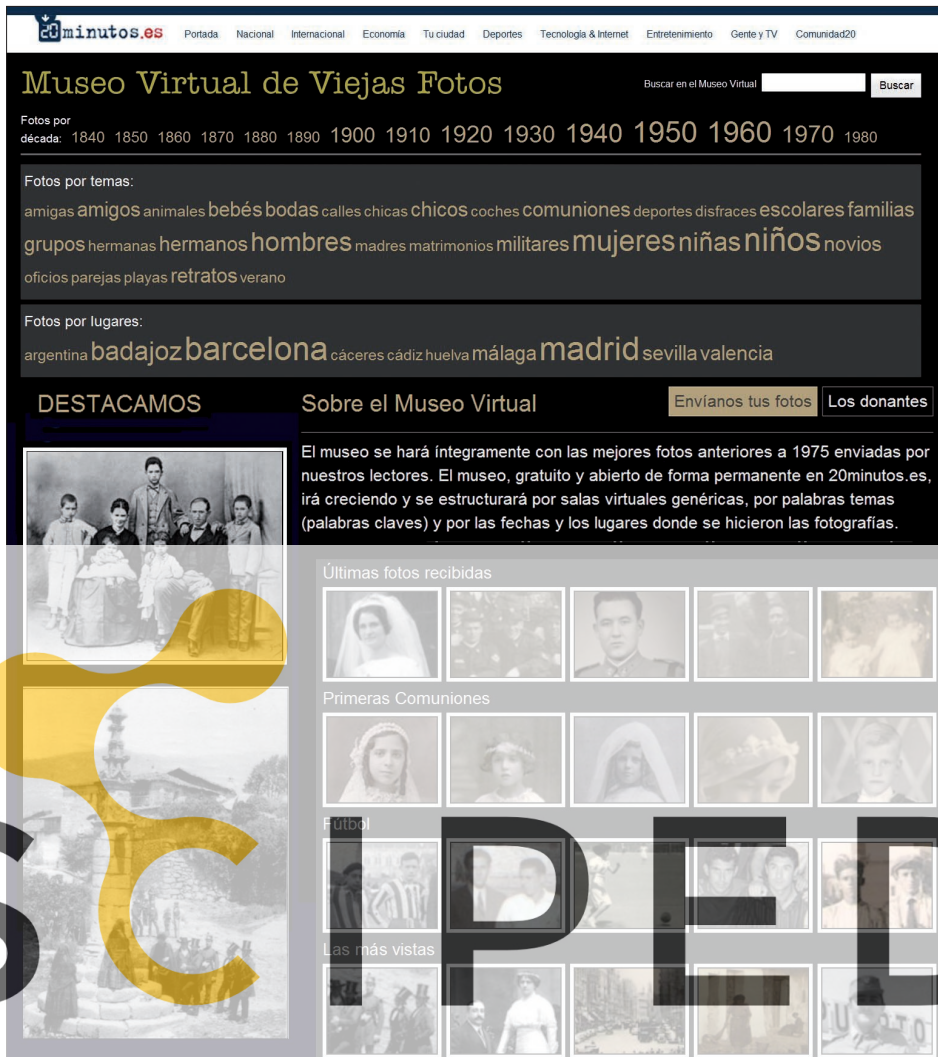 20minutos.es Portada Nacional Internacional Economía Tu ciudad Deportes Tecnología & Internet Entretenimiento Gente y TV Comunidad20
Museo Virtual de Viejas Fotos
Buscar en el Museo Virtual Buscar
Fotos por
década: 1840 1850 1860 1870 1880 1890 1900 1910 1920 1930 1940 1950 1960 1970 1980
Fotos por temas:
amigas amigos animales bebés bodas calles chicas chicos coches comuniones deportes disfraces escolares familias
grupos hermanas hermanos hombres madres matrimonios militares mujeres niñas niños novios
oficios parejas playas retratos verano
Fotos por lugares:
argentina badajoz barcelona cáceres cádiz huelva málaga madrid sevilla valencia
DESTACAMOS
Sobre el Museo Virtual
Envíanos tus fotos Los donantes
El museo se hará íntegramente con las mejores fotos anteriores a 1975 enviadas por
nuestros lectores. El museo, gratuito y abierto de forma permanente en 20minutos.es,
irá creciendo y se estructurará por salas virtuales genéricas, por palabras temas
(palabras claves) y por las fechas y los lugares donde se hicieron las fotografías.
Últimas fotos recibidas
Primeras Comuniones
Fútbol
Las más vistas
SCIPED